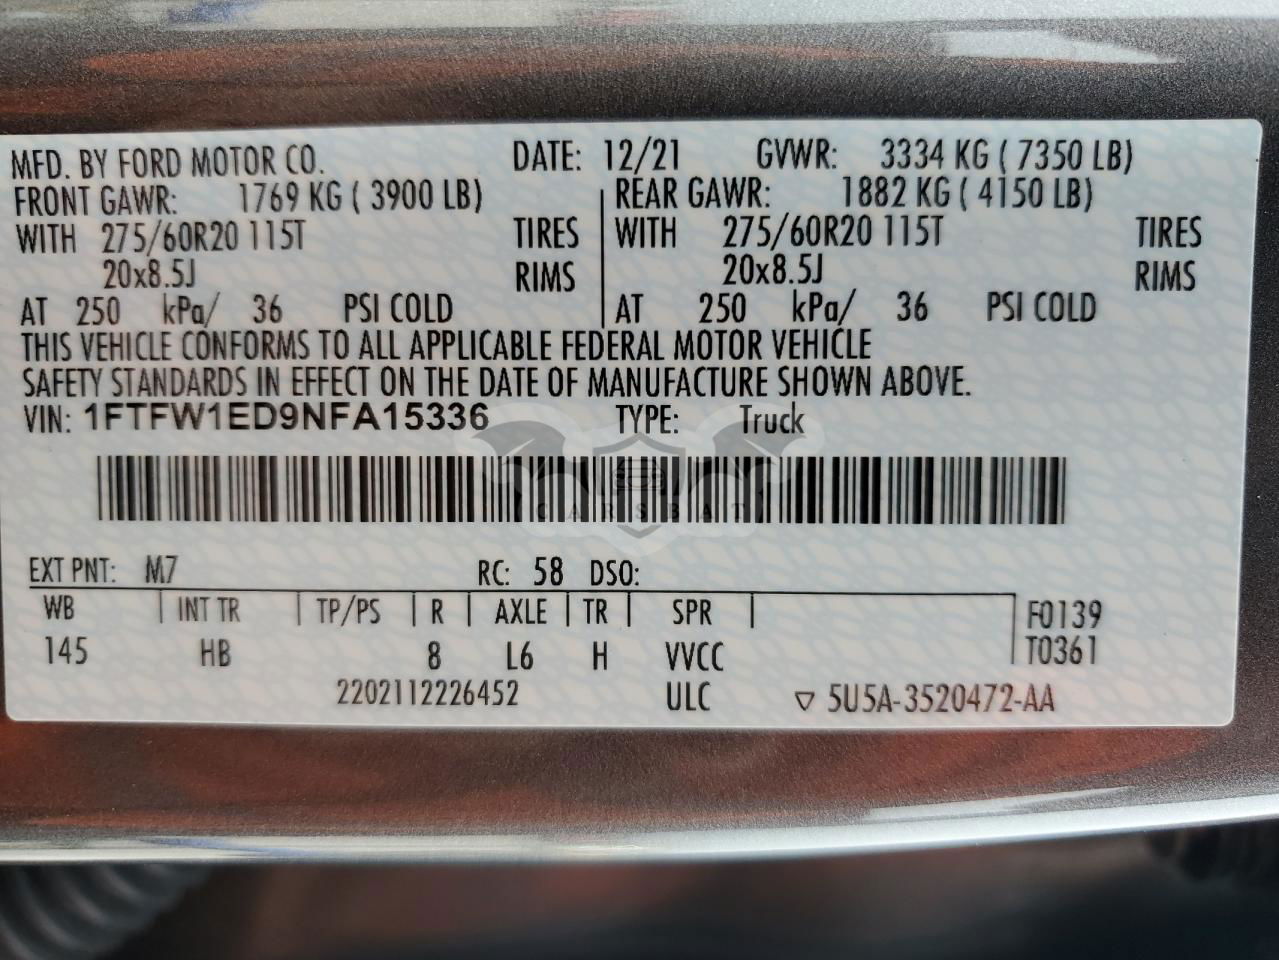 MFD. BY FORD MOTOR CO. DATE: 12/21 GVWR: 3334 KG ( 7350 LB)
FRONT GAWR: 1769 KG ( 3900 LB) REAR GAWR: 1882 KG ( 4150 LB)
WITH 275/60R20 115T TIRES WITH 275/60R20 115T TIRES
20x8.5J RIMS 20x8.5J RIMS
AT 250 kPa/ 36 PSI COLD AT 250 kPa/ 36 PSI COLD
THIS VEHICLE CONFORMS TO ALL APPLICABLE FEDERAL MOTOR VEHICLE
SAFETY STANDARDS IN EFFECT ON THE DATE OF MANUFACTURE SHOWN ABOVE.
VIN: 1FTFW1ED9NFA15336 TYPE: Truck
CARSBAT
EXT PNT: M7 RC: 58 DSO:
WB INT TR TP/PS R AXLE TR SPR F0139
145 HB 8 L6 H VVCC T0361
2202112226452 ULC ▽ 5U5A-3520472-AA